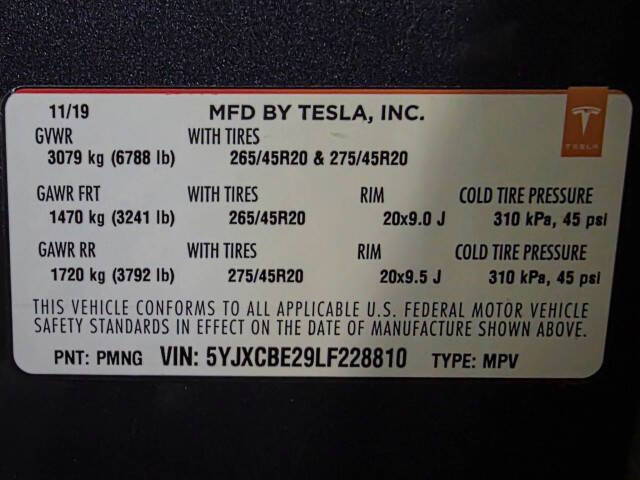 11/19 MFD BY TESLA, INC.
TESLA
GVWR WITH TIRES
3079 kg (6788 lb) 265/45R20 & 275/45R20
GAWR FRT WITH TIRES RIM COLD TIRE PRESSURE
1470 kg (3241 lb) 265/45R20 20x9.0 J 310 kPa, 45 psi
GAWR RR WITH TIRES RIM COLD TIRE PRESSURE
1720 kg (3792 lb) 275/45R20 20x9.5 J 310 kPa, 45 psi
THIS VEHICLE CONFORMS TO ALL APPLICABLE U.S. FEDERAL MOTOR VEHICLE
SAFETY STANDARDS IN EFFECT ON THE DATE OF MANUFACTURE SHOWN ABOVE.
PNT: PMNG VIN: 5YJXCBE29LF228810 TYPE: MPV